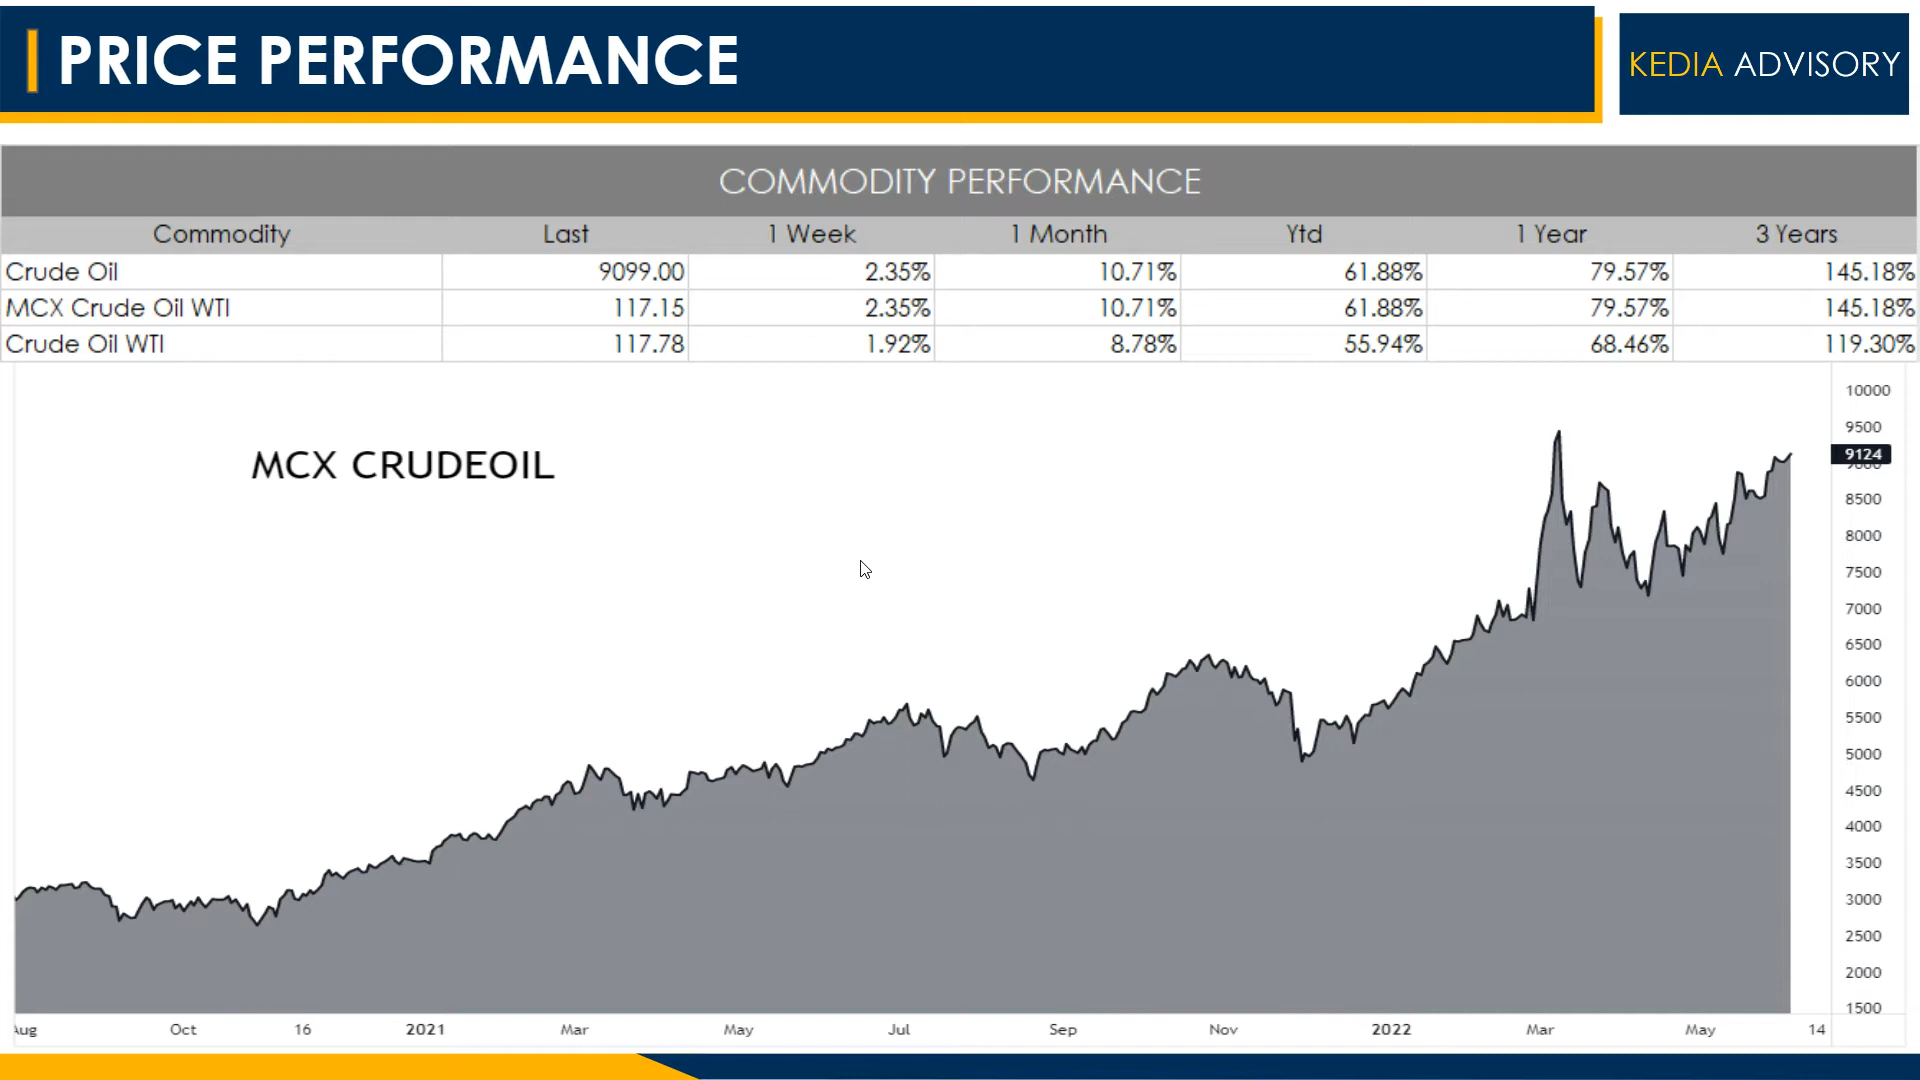 PRICE PERFORMANCE
KEDIA ADVISORY
COMMODITY PERFORMANCE
Commodity Last 1 Week 1 Month Ytd 1 Year 3 Years
Crude Oil 9099.00 2.35% 10.71% 61.88% 79.57% 145.18%
MCX Crude Oil WTI 117.15 2.35% 10.71% 61.88% 79.57% 145.18%
Crude Oil WTI 117.78 1.92% 8.78% 55.94% 68.46% 119.30%
MCX CRUDEOIL
10000
9500
9124
8500
8000
7500
7000
6500
6000
5500
5000
4500
4000
3500
3000
2500
2000
1500
Aug Oct 16 2021 Mar May Jul Sep Nov 2022 Mar May 14